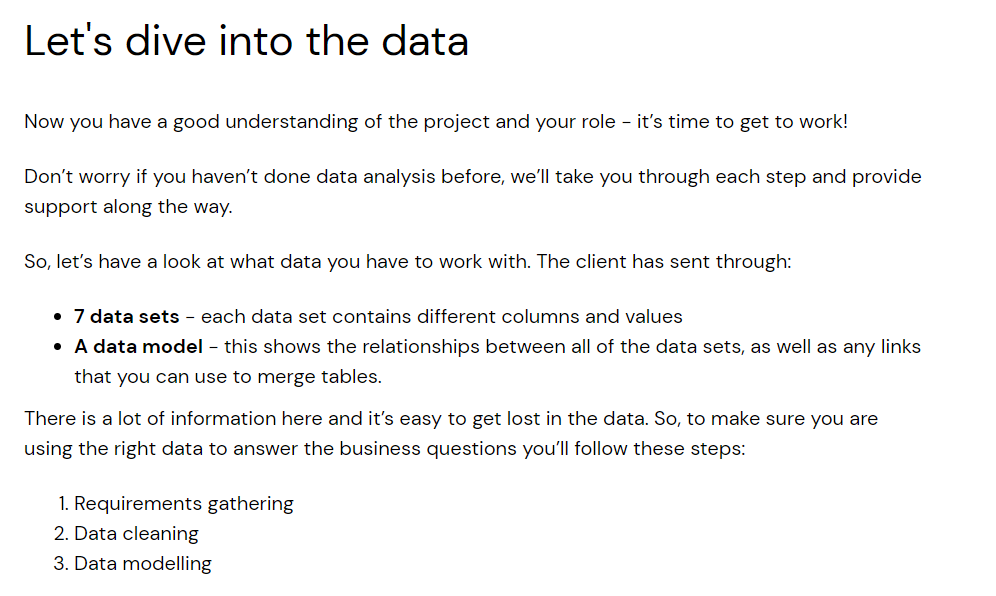 Let's dive into the data
Now you have a good understanding of the project and your role – it’s time to get to work!
Don’t worry if you haven’t done data analysis before, we’ll take you through each step and provide
support along the way.
So, let’s have a look at what data you have to work with. The client has sent through:
• 7 data sets – each data set contains different columns and values
• A data model – this shows the relationships between all of the data sets, as well as any links
that you can use to merge tables.
There is a lot of information here and it’s easy to get lost in the data. So, to make sure you are
using the right data to answer the business questions you’ll follow these steps:
1. Requirements gathering
2. Data cleaning
3. Data modelling